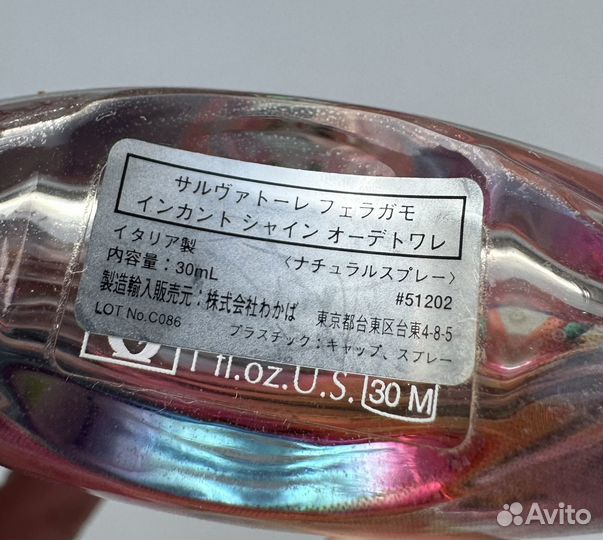 サルヴァトーレ フェラガモ
インカント シャイン オーデトワレ
イタリア製 〈ナチュラルスプレー〉
内容量：30mL #51202
製造輸入販売元：株式会社わかば 東京都台東区台東4-8-5
LOT No.C086 プラスチック：キャップ、スプレー
1 fl.oz.U.S. 30 M
Avito